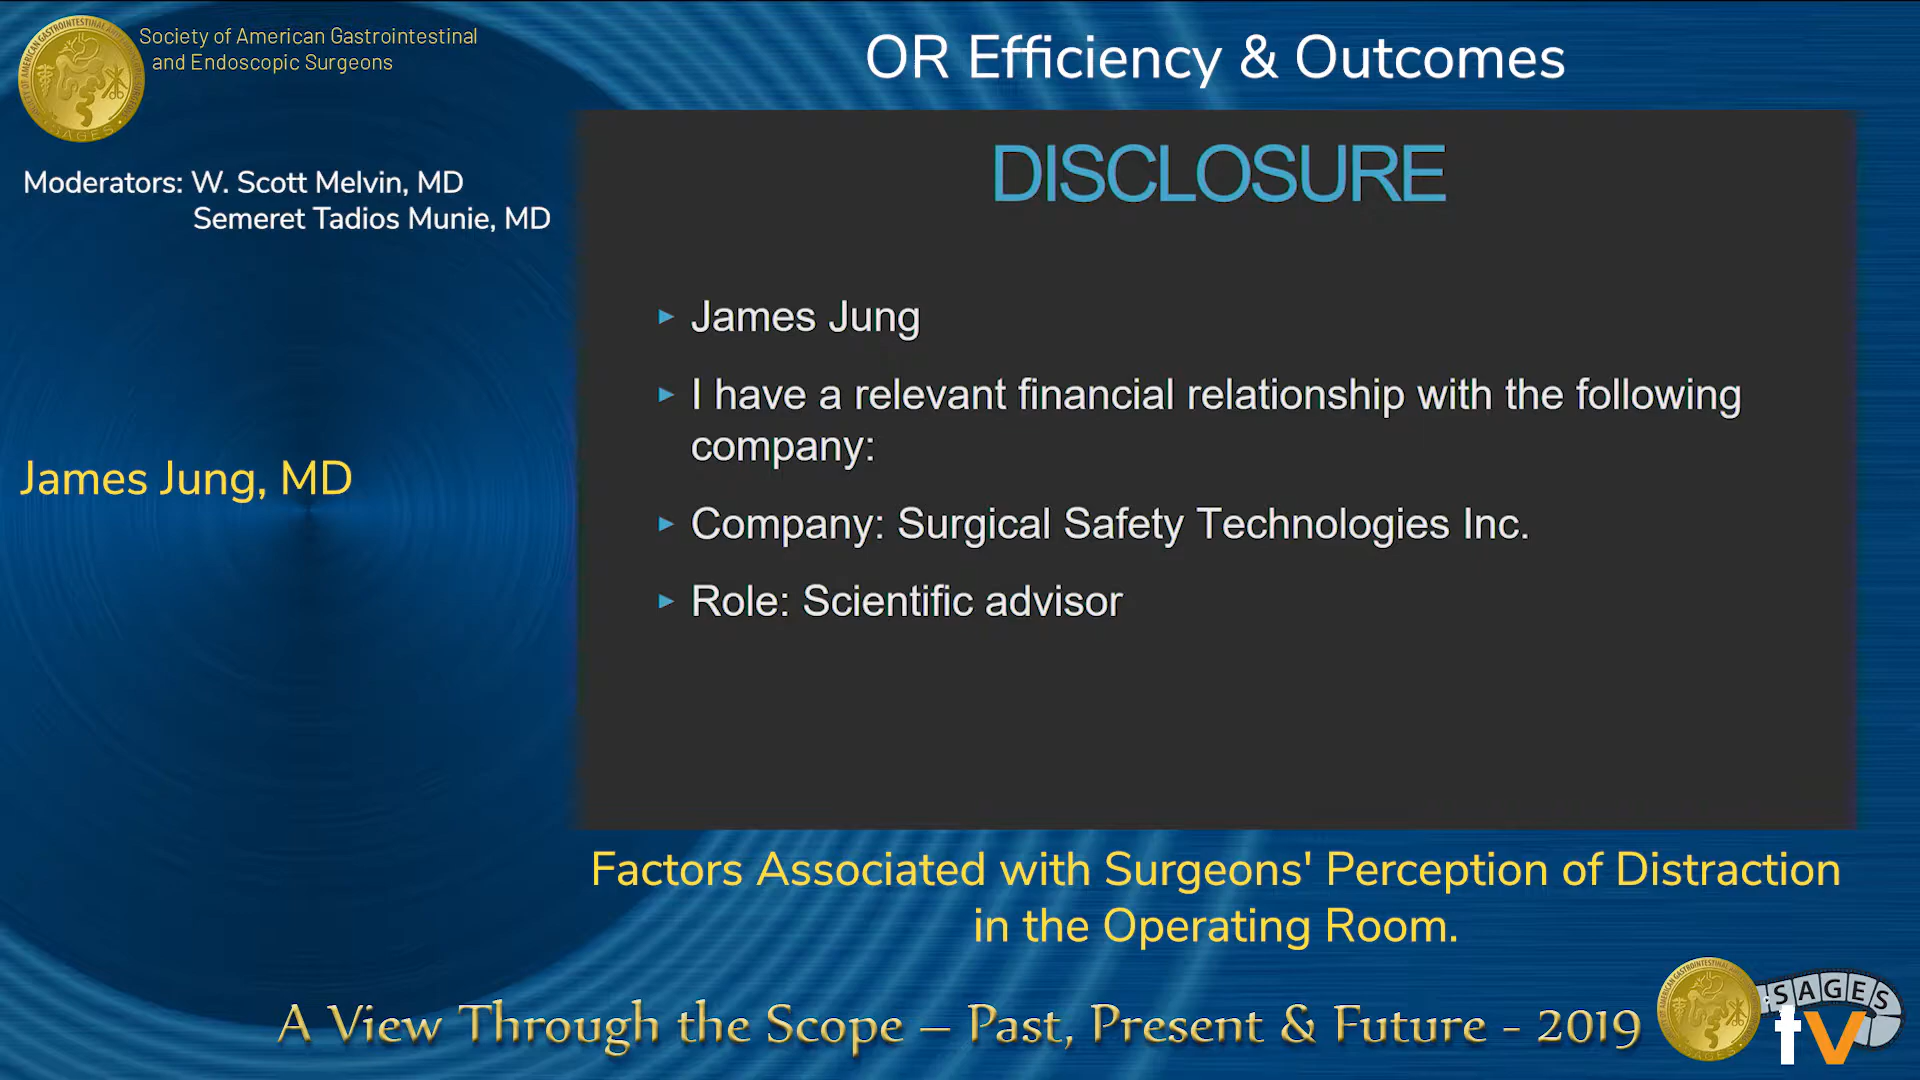 Society of American Gastrointestinal
and Endoscopic Surgeons
OR Efficiency & Outcomes
Moderators: W. Scott Melvin, MD
Semeret Tadios Munie, MD
James Jung, MD
DISCLOSURE
James Jung
I have a relevant financial relationship with the following
company:
Company: Surgical Safety Technologies Inc.
Role: Scientific advisor
Factors Associated with Surgeons' Perception of Distraction
in the Operating Room.
A View Through the Scope – Past, Present & Future - 2019
SAGES
tv